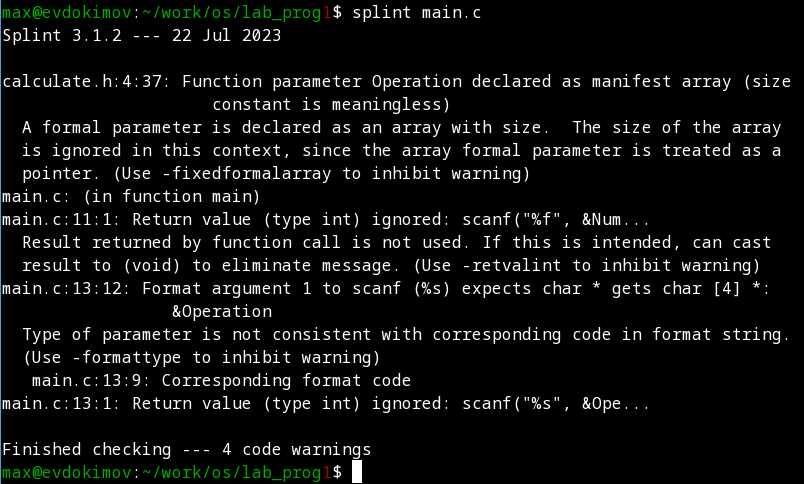 max@evdokimov:~/work/os/lab_prog1$ splint main.c
Splint 3.1.2 --- 22 Jul 2023
calculate.h:4:37: Function parameter Operation declared as manifest array (size
constant is meaningless)
A formal parameter is declared as an array with size.  The size of the array
is ignored in this context, since the array formal parameter is treated as a
pointer. (Use -fixedformalarray to inhibit warning)
main.c: (in function main)
main.c:11:1: Return value (type int) ignored: scanf("%f", &Num...
Result returned by function call is not used. If this is intended, can cast
result to (void) to eliminate message. (Use -retvalint to inhibit warning)
main.c:13:12: Format argument 1 to scanf (%s) expects char * gets char [4] *:
&Operation
Type of parameter is not consistent with corresponding code in format string.
(Use -formattype to inhibit warning)
main.c:13:9: Corresponding format code
main.c:13:1: Return value (type int) ignored: scanf("%s", &Ope...
Finished checking --- 4 code warnings
max@evdokimov:~/work/os/lab_prog1$